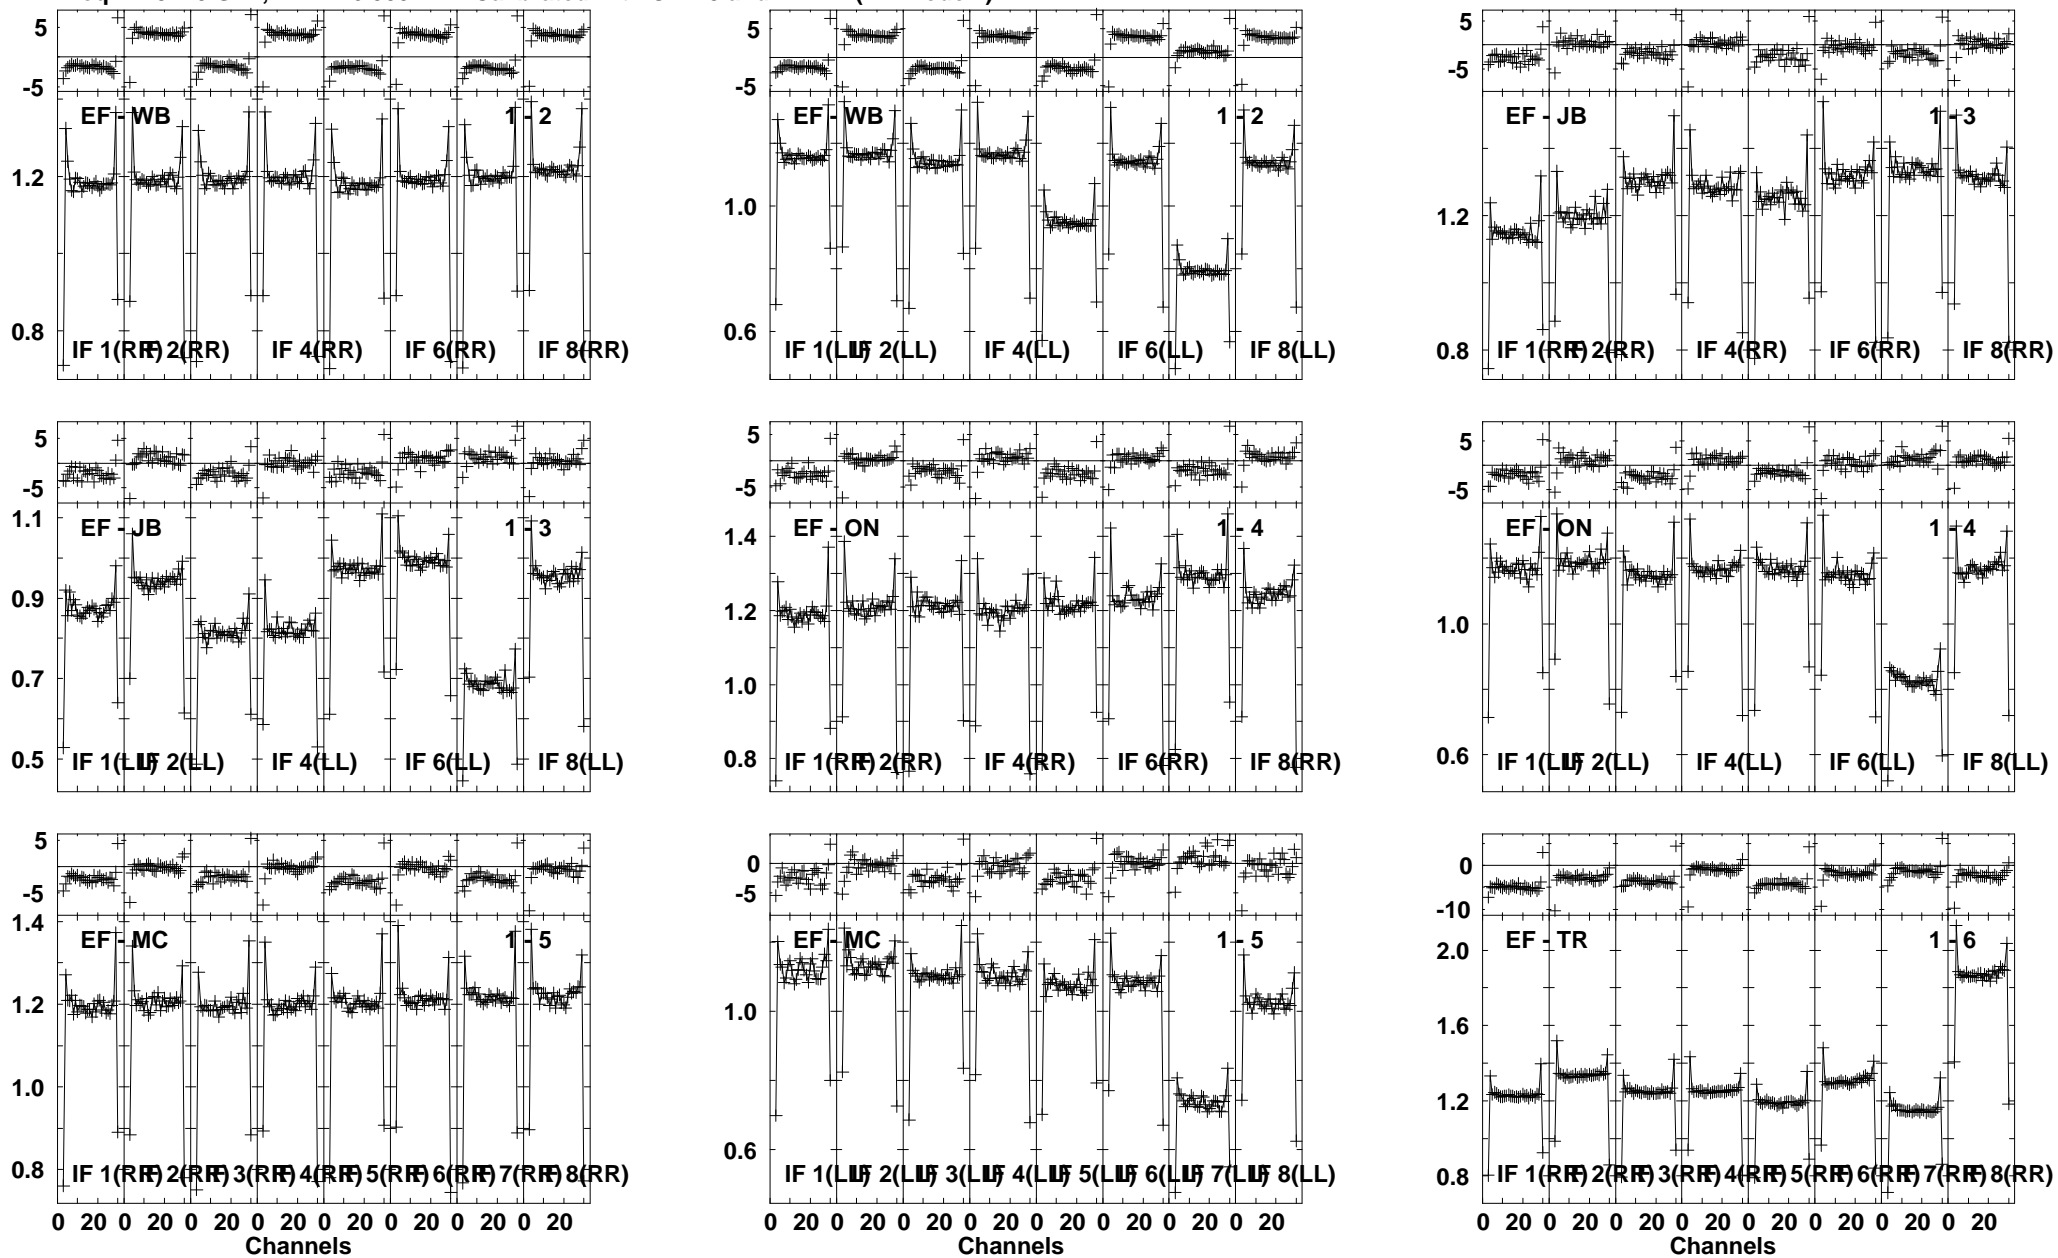 5
-5
EF - WB 1 - 2
1.2
0.8
IF 1(RR) IF 2(RR) IF 4(RR) IF 6(RR) IF 8(RR)
5
-5
EF - WB 1 - 2
1.0
0.6
IF 1(LL) IF 2(LL) IF 4(LL) IF 6(LL) IF 8(LL)
5
-5
EF - JB 1 - 3
1.2
0.8
IF 1(RR) IF 2(RR) IF 4(RR) IF 6(RR) IF 8(RR)
5
-5
1.1
EF - JB 1 - 3
0.9
0.7
0.5
IF 1(LL) IF 2(LL) IF 4(LL) IF 6(LL) IF 8(LL)
5
-5
EF - ON 1 - 4
1.4
1.2
1.0
0.8
IF 1(RR) IF 2(RR) IF 4(RR) IF 6(RR) IF 8(RR)
5
-5
EF - ON 1 - 4
1.0
0.6
IF 1(LL) IF 2(LL) IF 4(LL) IF 6(LL) IF 8(LL)
5
-5
1.4
EF - MC 1 - 5
1.2
1.0
0.8
IF 1(RR) IF 2(RR) IF 3(RR) IF 4(RR) IF 5(RR) IF 6(RR) IF 7(RR) IF 8(RR)
0 20 0 20 0 20 0 20 0 20 0 20 0 20 0 20
Channels
0
-5
EF - MC 1 - 5
1.0
0.6
IF 1(LL) IF 2(LL) IF 3(LL) IF 4(LL) IF 5(LL) IF 6(LL) IF 7(LL) IF 8(LL)
0 20 0 20 0 20 0 20 0 20 0 20 0 20 0 20
Channels
0
-10
EF - TR 1 - 6
2.0
1.6
1.2
0.8
IF 1(RR) IF 2(RR) IF 3(RR) IF 4(RR) IF 5(RR) IF 6(RR) IF 7(RR) IF 8(RR)
0 20 0 20 0 20 0 20 0 20 0 20 0 20 0 20
Channels